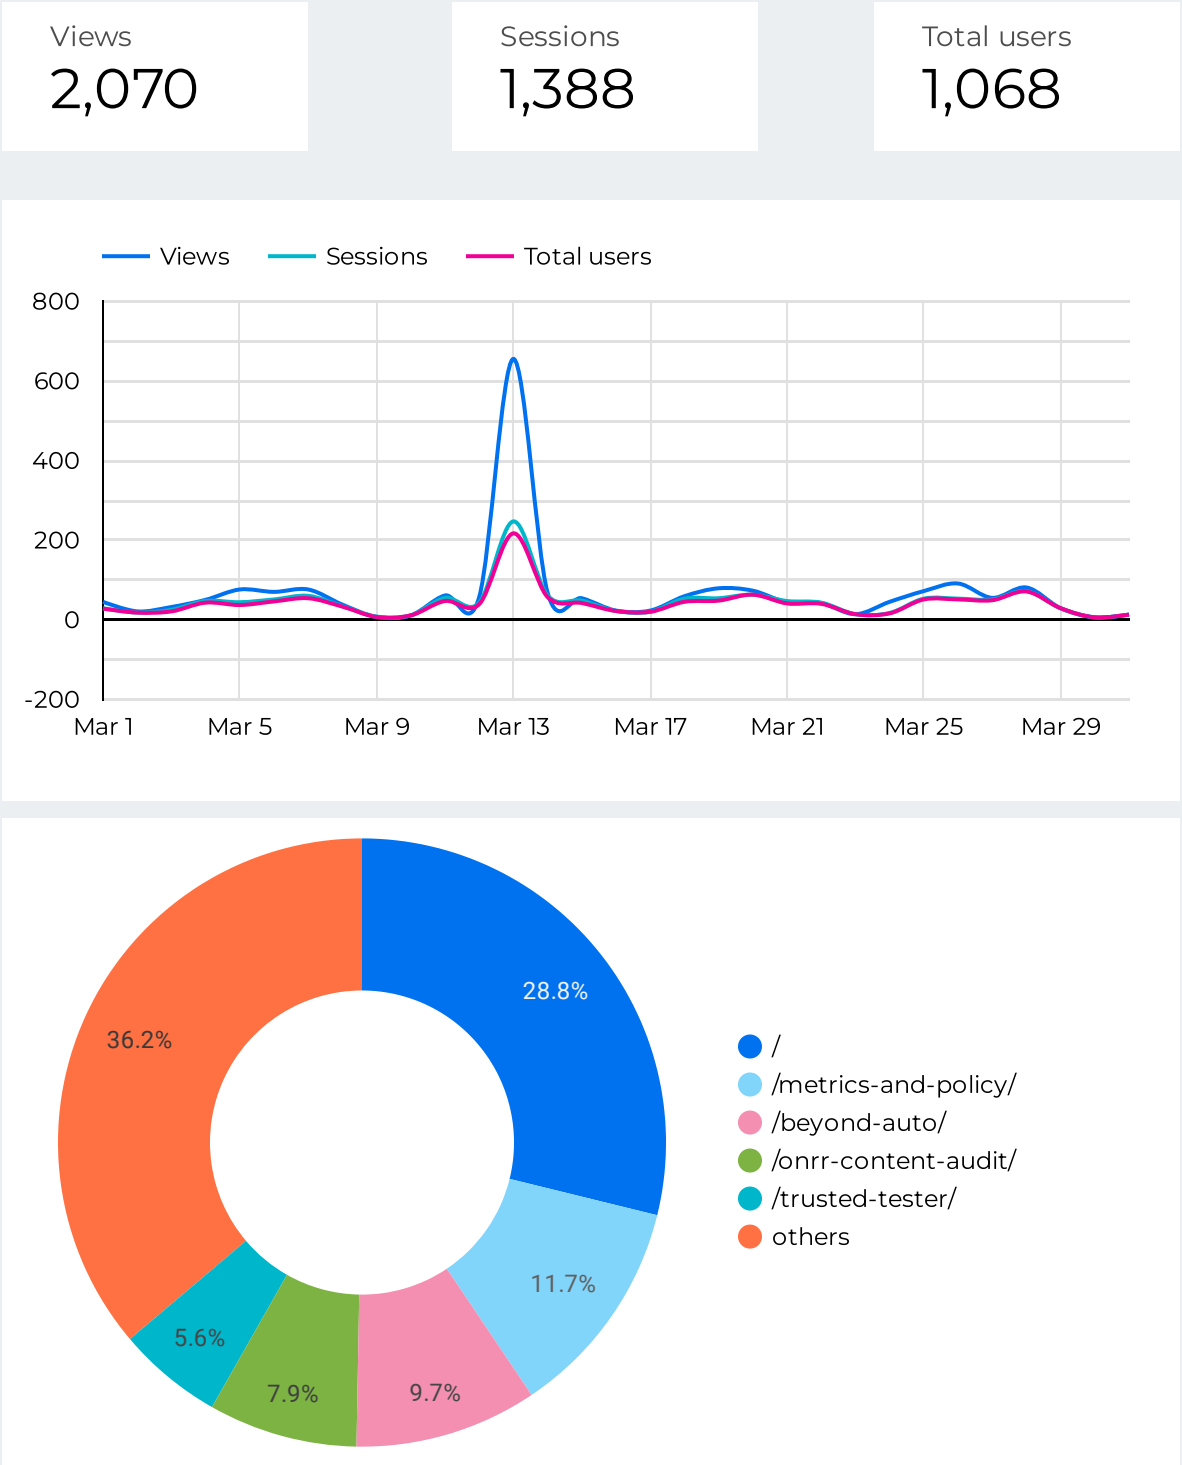 Views
2,070
Sessions
1,388
Total users
1,068
Views Sessions Total users
800
600
400
200
0
-200
Mar 1 Mar 5 Mar 9 Mar 13 Mar 17 Mar 21 Mar 25 Mar 29
28.8%
36.2%
11.7%
5.6%
7.9%
9.7%
/
/metrics-and-policy/
/beyond-auto/
/onrr-content-audit/
/trusted-tester/
others